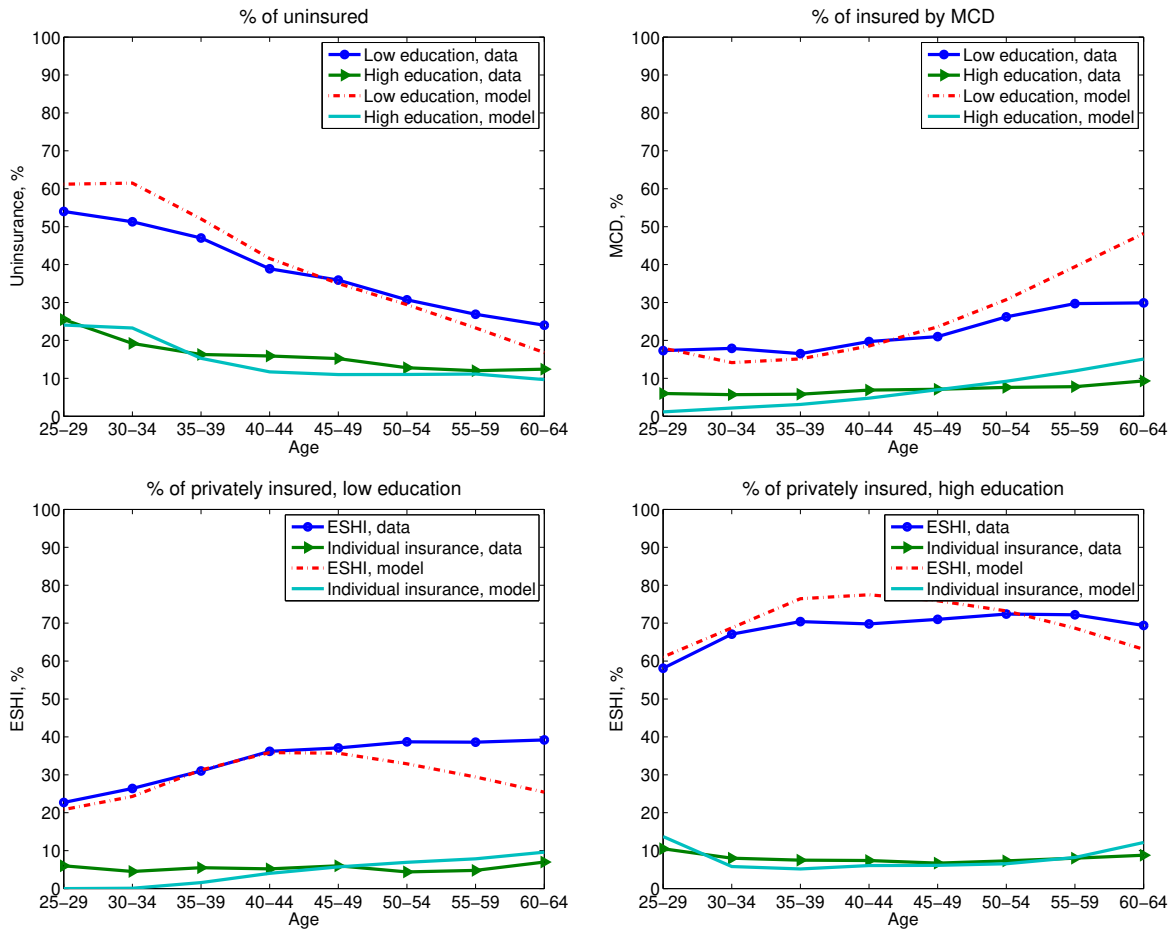 % of uninsured
100
90
80
70
60
50
40
30
20
10
0
Uninsurance, %
Low education, data
High education, data
Low education, model
High education, model
25−29 30−34 35−39 40−44 45−49 50−54 55−59 60−64
Age
% of insured by MCD
100
90
80
70
60
50
40
30
20
10
0
MCD, %
Low education, data
High education, data
Low education, model
High education, model
25−29 30−34 35−39 40−44 45−49 50−54 55−59 60−64
Age
% of privately insured, low education
100
90
80
70
60
50
40
30
20
10
0
ESHI, %
ESHI, data
Individual insurance, data
ESHI, model
Individual insurance, model
25−29 30−34 35−39 40−44 45−49 50−54 55−59 60−64
Age
% of privately insured, high education
100
90
80
70
60
50
40
30
20
10
0
ESHI, %
ESHI, data
Individual insurance, data
ESHI, model
Individual insurance, model
25−29 30−34 35−39 40−44 45−49 50−54 55−59 60−64
Age